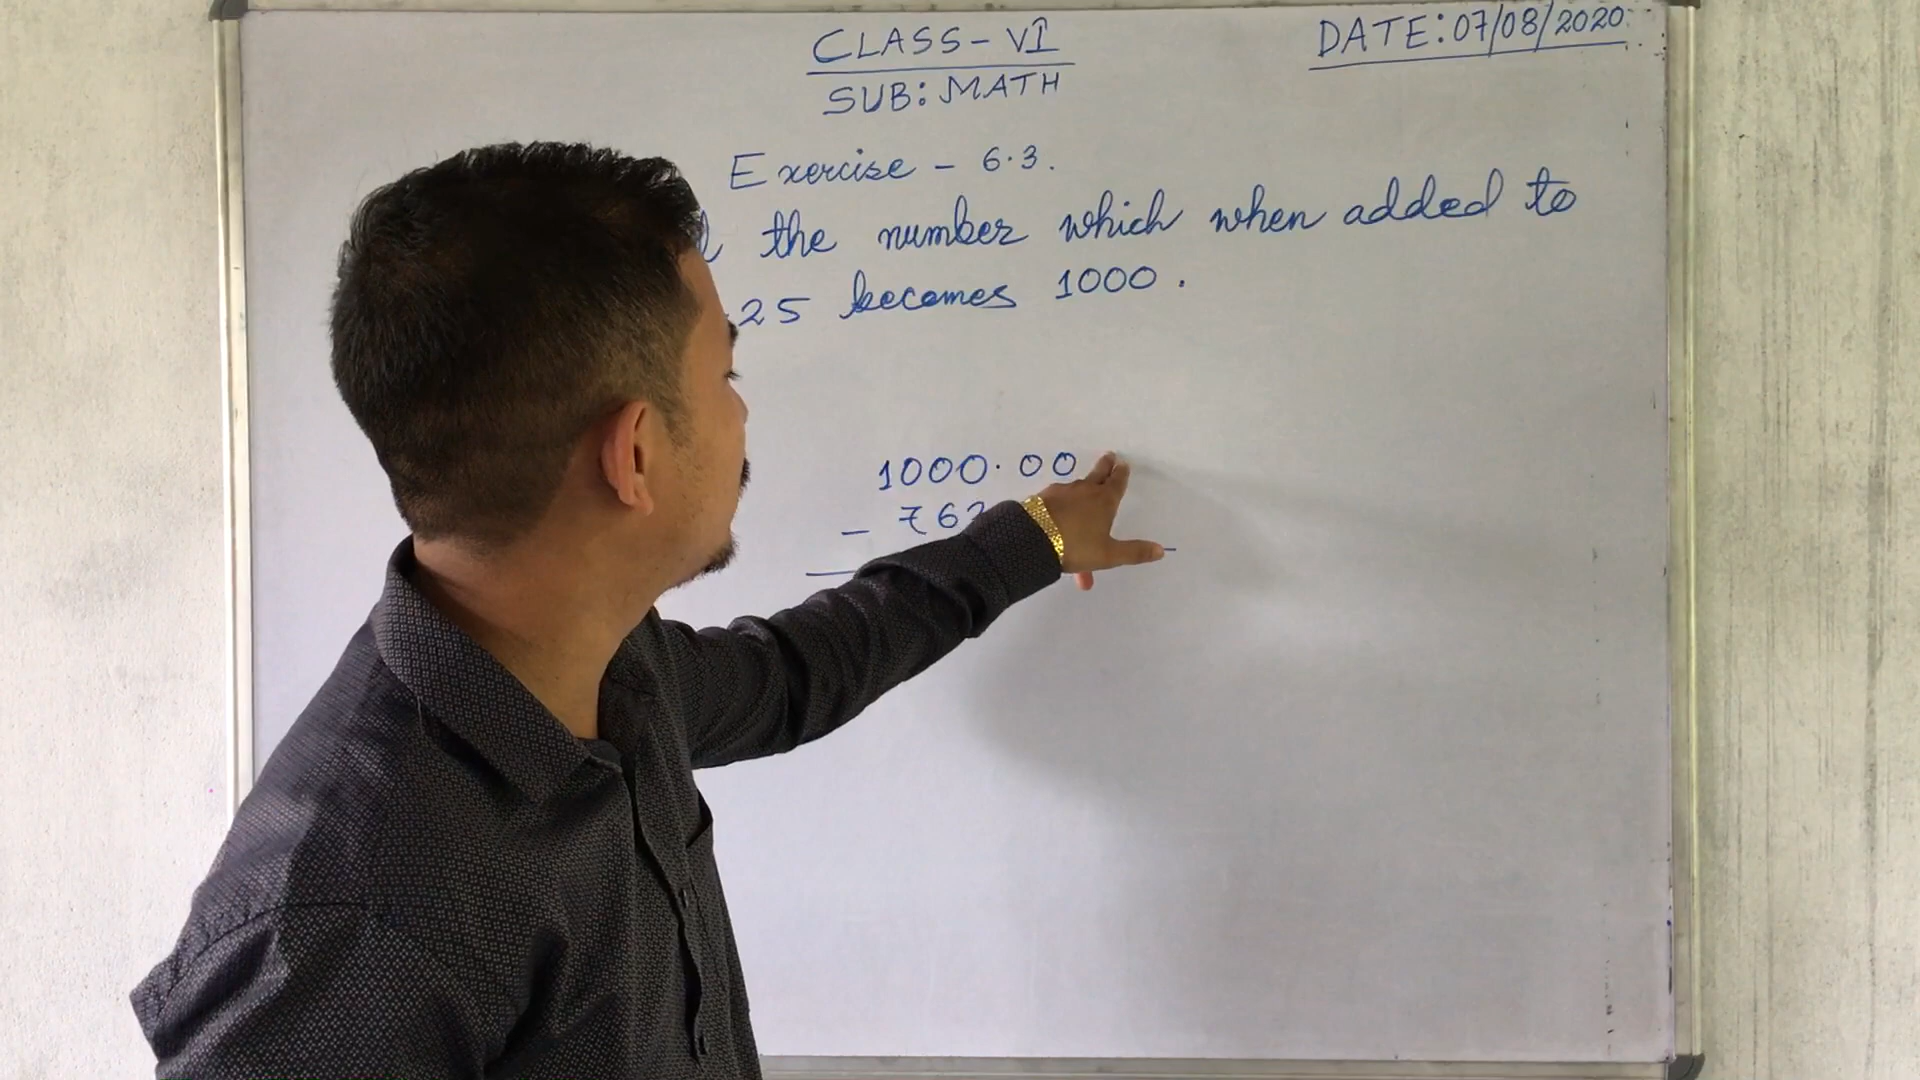 CLASS-VI
DATE:07/08/2020
SUB: MATH
Exercise - 6.3.
the number which when added to
25 becomes 1000.
1000.00
- 762